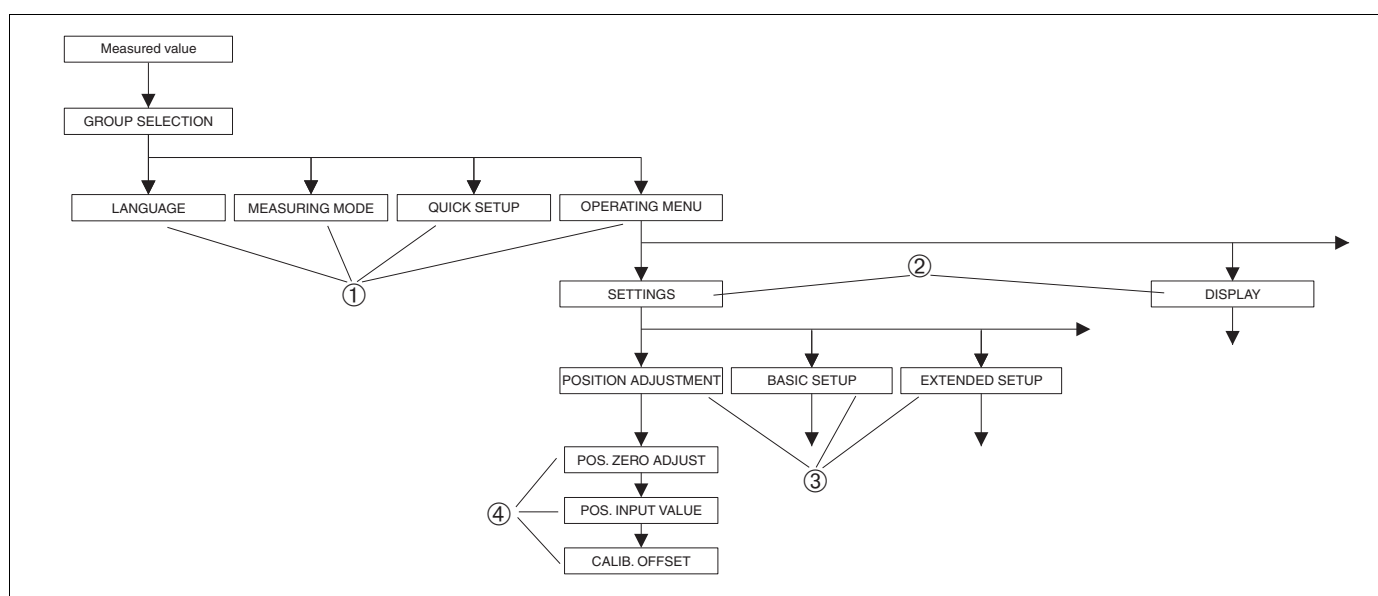 Measured value
GROUP SELECTION
LANGUAGE
MEASURING MODE
QUICK SETUP
OPERATING MENU
①
②
SETTINGS
DISPLAY
POSITION ADJUSTMENT
BASIC SETUP
EXTENDED SETUP
POS. ZERO ADJUST
③
④
POS. INPUT VALUE
CALIB. OFFSET